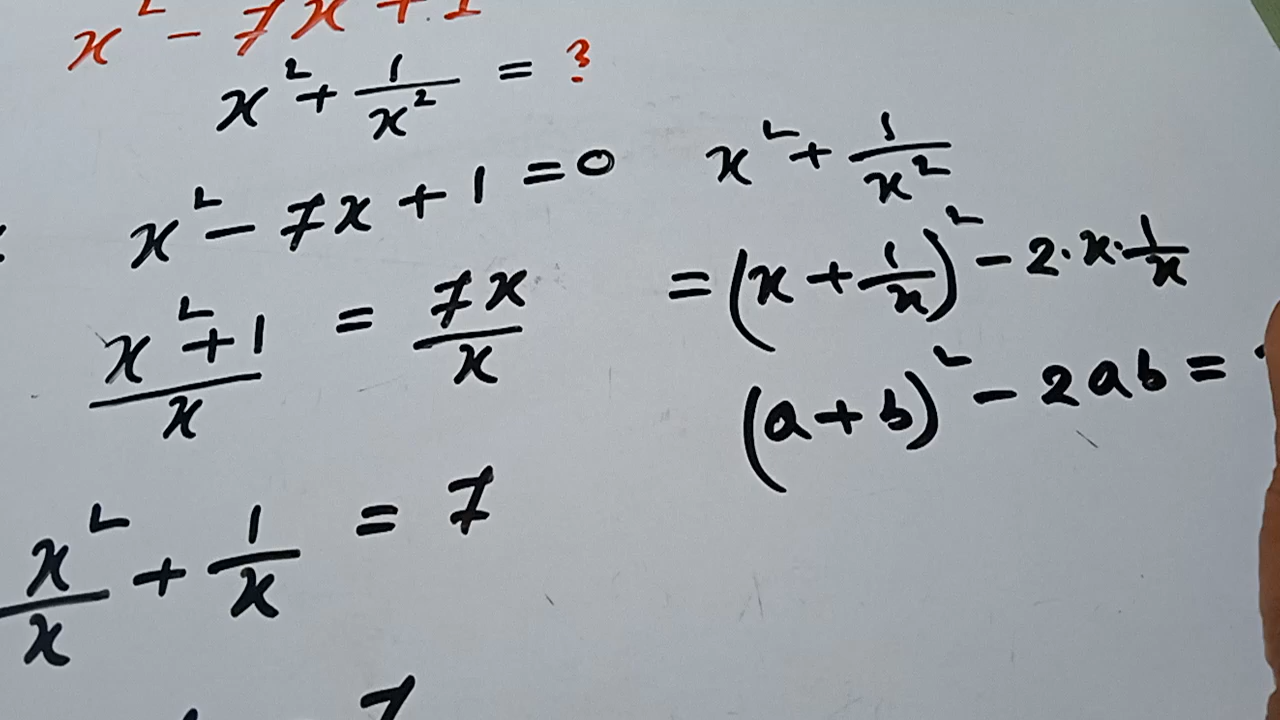 x² - 7x + 1
x² + 1/x² = ?
x² - 7x + 1 = 0
(x² + 1)/x = 7x/x
x²/x + 1/x = 7
7
x² + 1/x²
= (x + 1/x)² - 2·x·1/x
(a + b)² - 2ab =